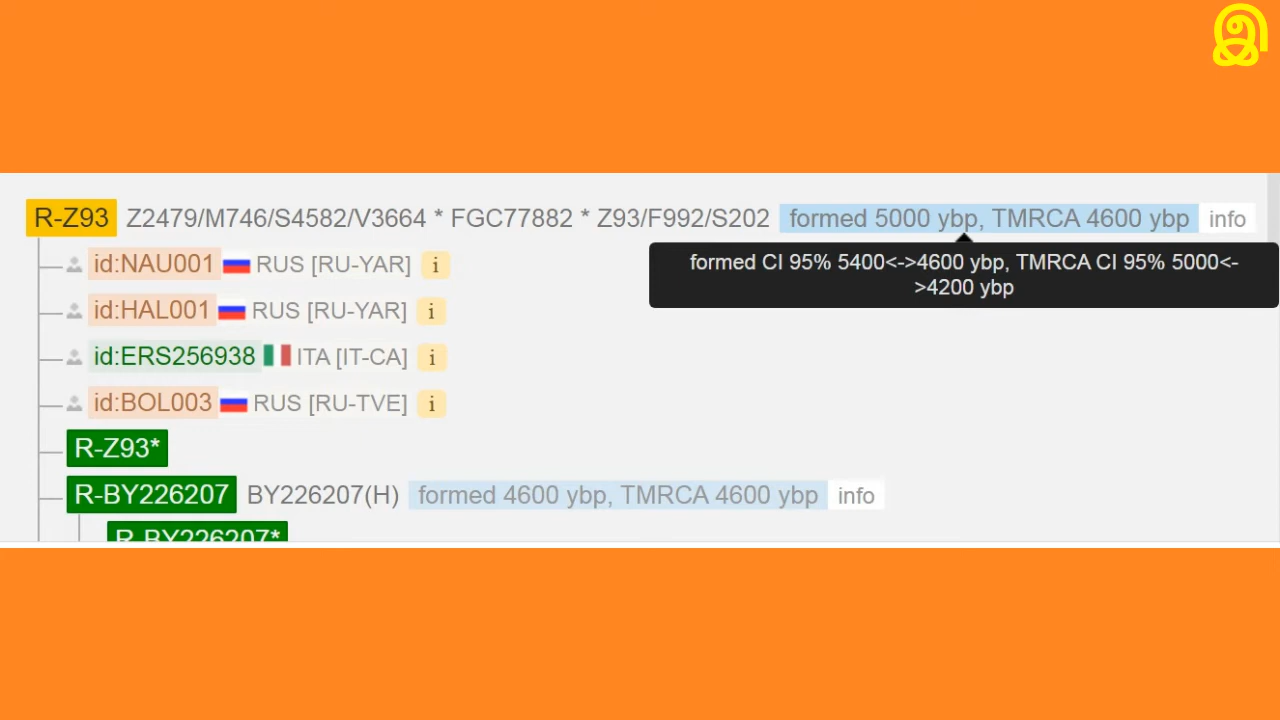 R-Z93 Z2479/M746/S4582/V3664 * FGC77882 * Z93/F992/S202 formed 5000 ybp, TMRCA 4600 ybp info
formed CI 95% 5400<->4600 ybp, TMRCA CI 95% 5000<-
>4200 ybp
id:NAU001 RUS [RU-YAR] i
id:HAL001 RUS [RU-YAR] i
id:ERS256938 ITA [IT-CA] i
id:BOL003 RUS [RU-TVE] i
R-Z93*
R-BY226207 BY226207(H) formed 4600 ybp, TMRCA 4600 ybp info
R-BY226207*